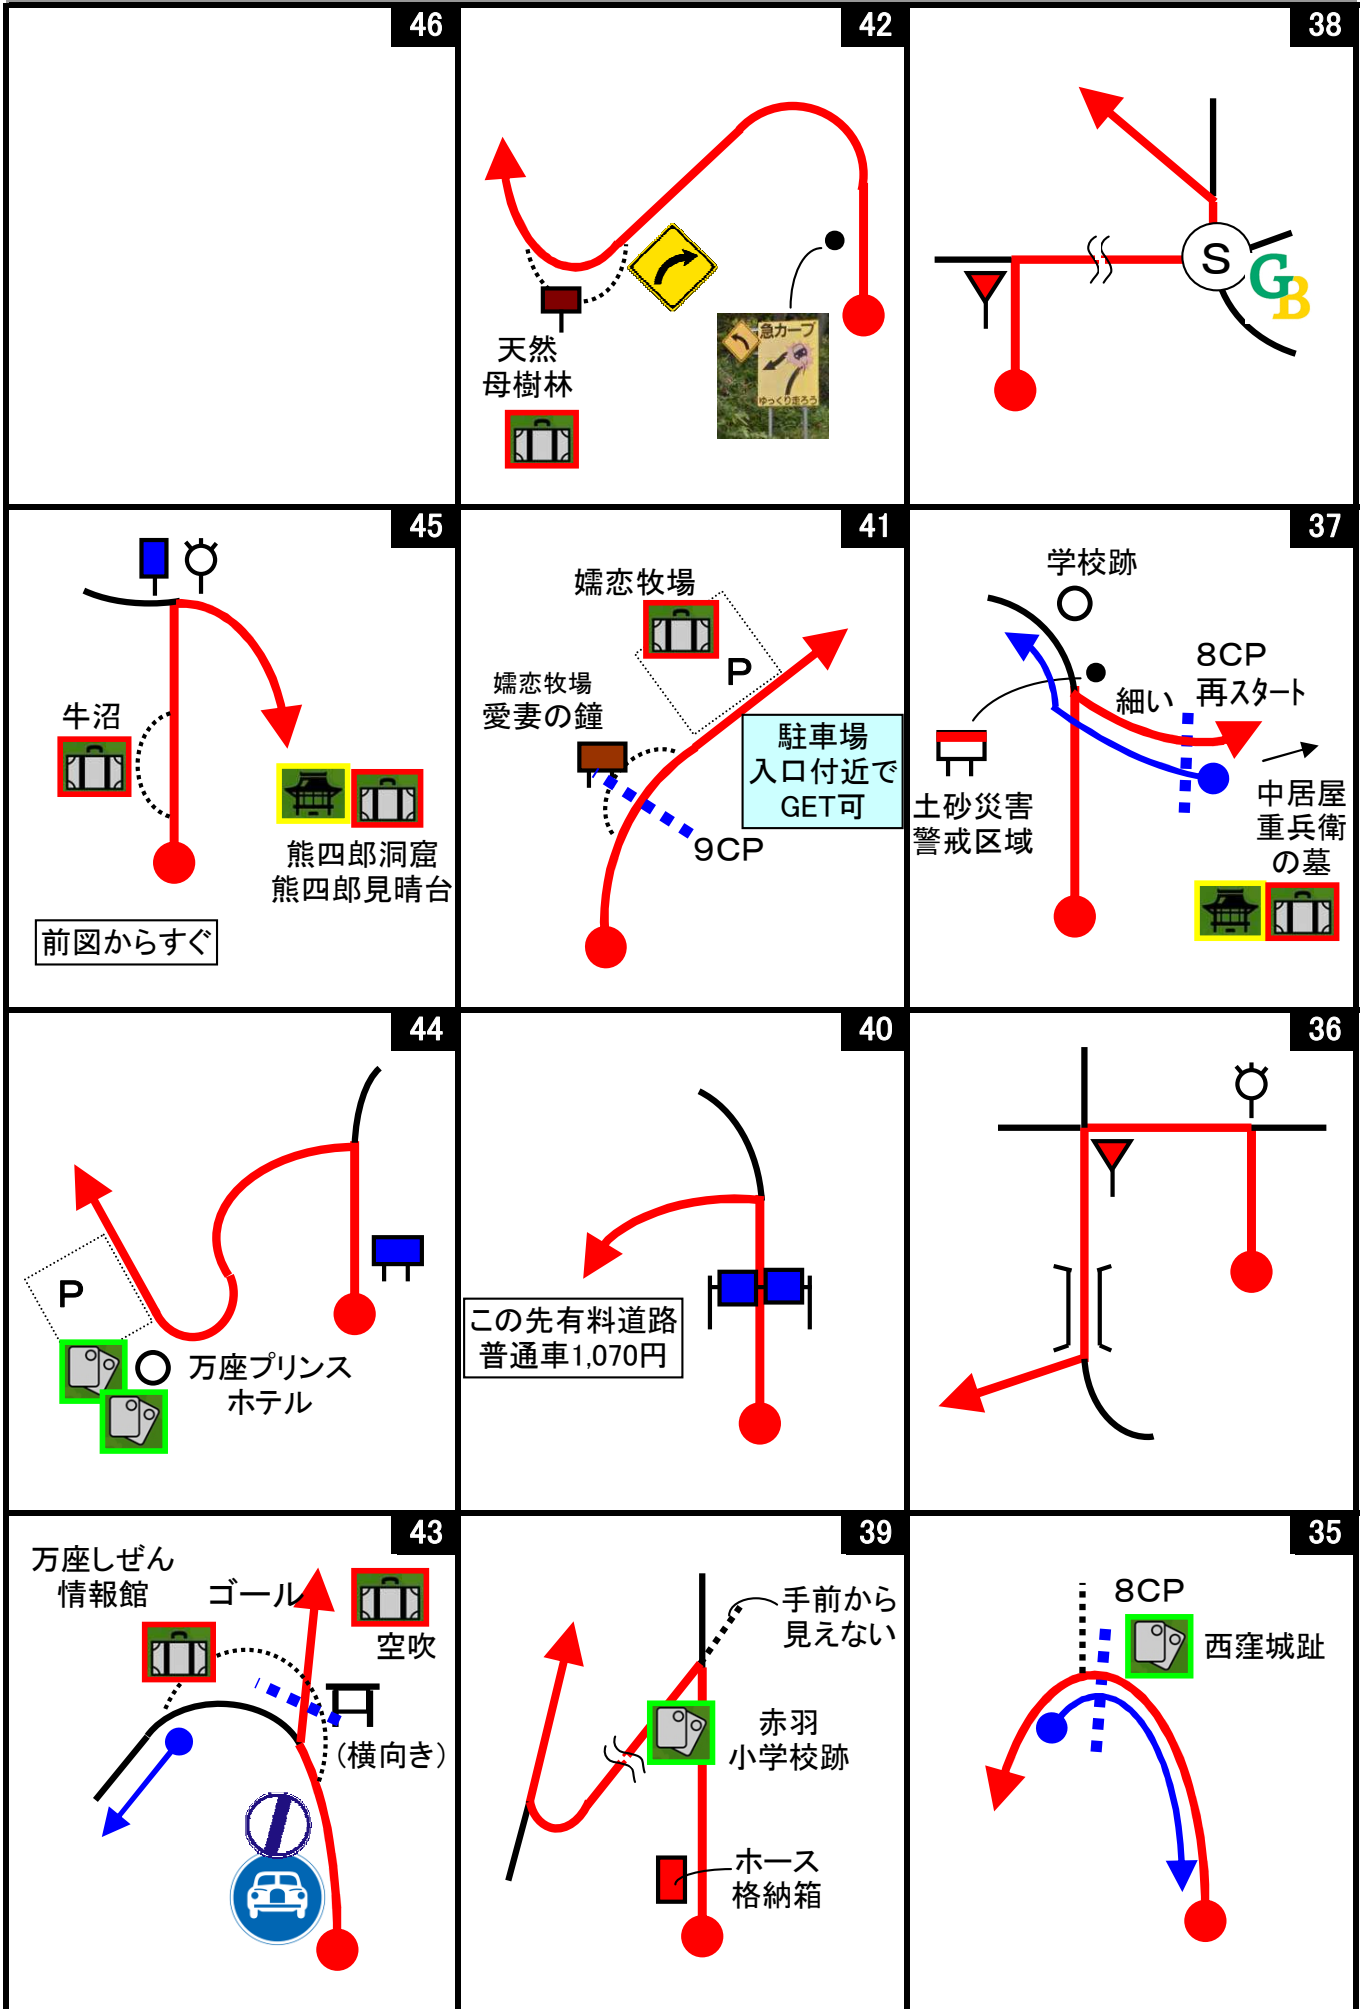 46
42
急カーブ
ゆっくり走ろう
天然
母樹林
38
S
GB
45
牛沼
熊四郎洞窟
熊四郎見晴台
前図からすぐ
41
嬬恋牧場
P
嬬恋牧場
愛妻の鐘
駐車場
入口付近で
GET可
9CP
37
学校跡
8CP
再スタート
細い
土砂災害
警戒区域
中居屋
重兵衛
の墓
44
P
万座プリンス
ホテル
40
この先有料道路
普通車1,070円
36
43
万座しぜん
情報館
ゴール
空吹
(横向き)
39
手前から
見えない
赤羽
小学校跡
ホース
格納箱
35
8CP
西窪城趾